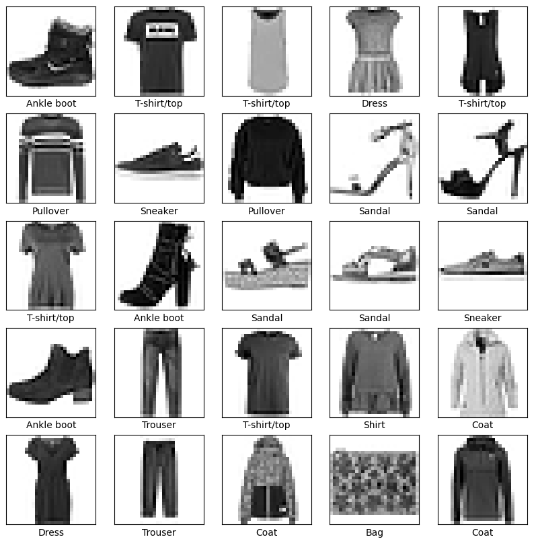 Ankle boot T-shirt/top T-shirt/top Dress T-shirt/top
Pullover Sneaker Pullover Sandal Sandal
T-shirt/top Ankle boot Sandal Sandal Sneaker
Ankle boot Trouser T-shirt/top Shirt Coat
Dress Trouser Coat Bag Coat